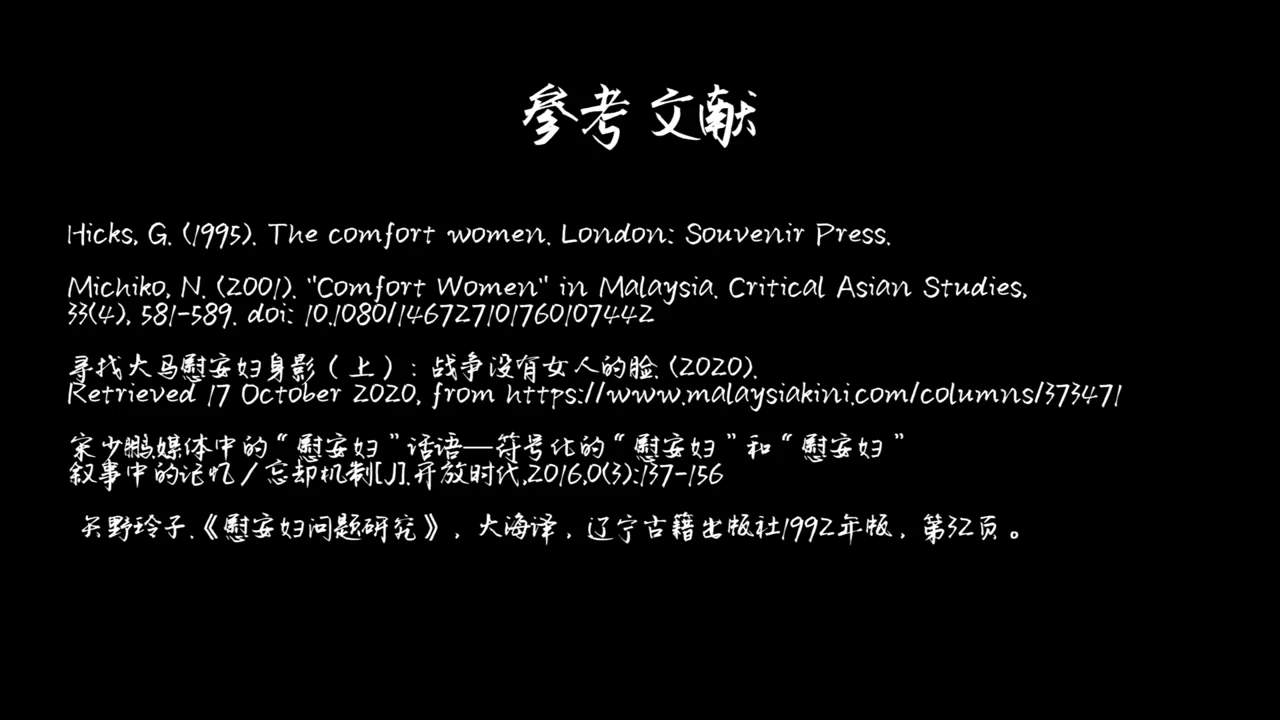 参考文献
Hicks, G. (1995). The comfort women. London: Souvenir Press.
Michiko, N. (2001). "Comfort Women" in Malaysia. Critical Asian Studies,
33(4), 581-589. doi: 10.1080/146727101760107442
寻找大马慰安妇身影（上）：战争没有女人的脸. (2020).
Retrieved 17 October 2020, from https://www.malaysiakini.com/columns/373471
宋少鹏媒体中的“慰安妇”话语—符号化的“慰安妇”和“慰安妇”
叙事中的记忆/忘却机制[J].开放时代,2016,0(3):137-156
矢野玲子.《慰安妇问题研究》，大海译，辽宁古籍出版社1992年版，第32页。